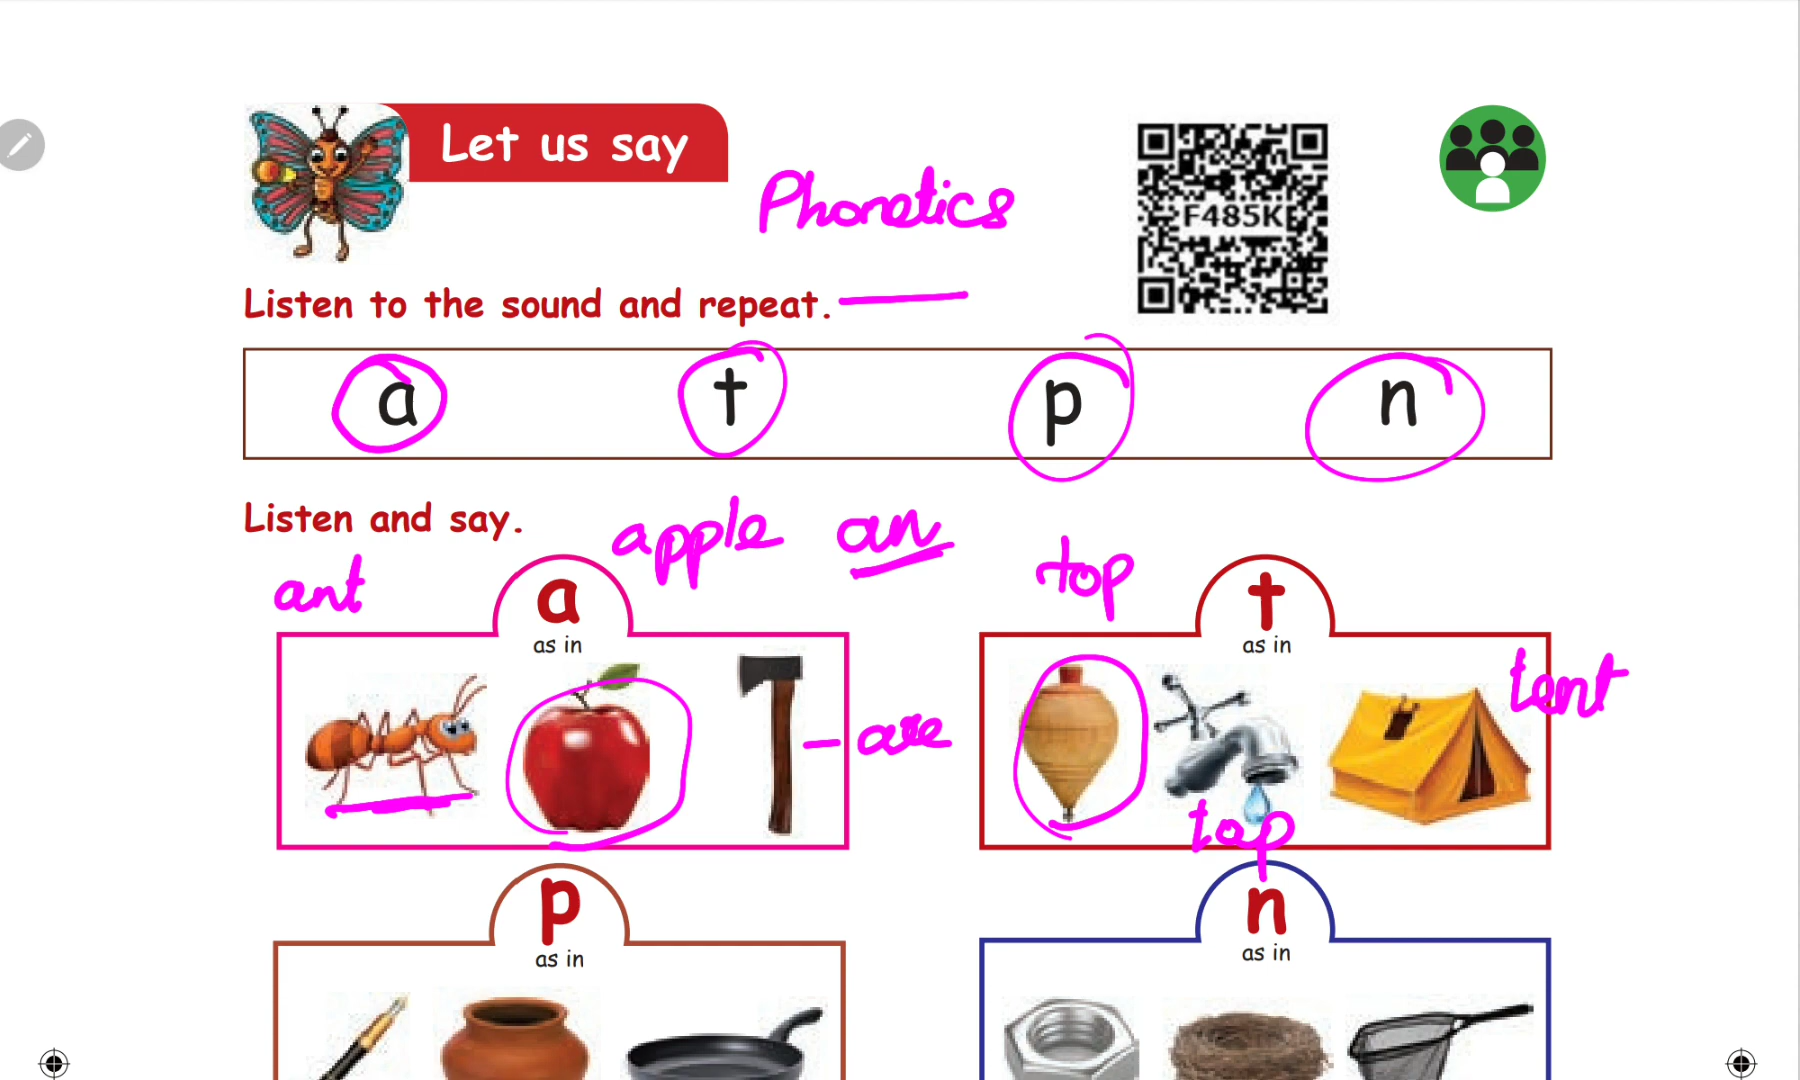 Let us say
Phonetics
F485K
Listen to the sound and repeat.
a t p n
Listen and say.
apple an
ant
top
a
as in
t
as in
tent
axe
tap
p
as in
n
as in